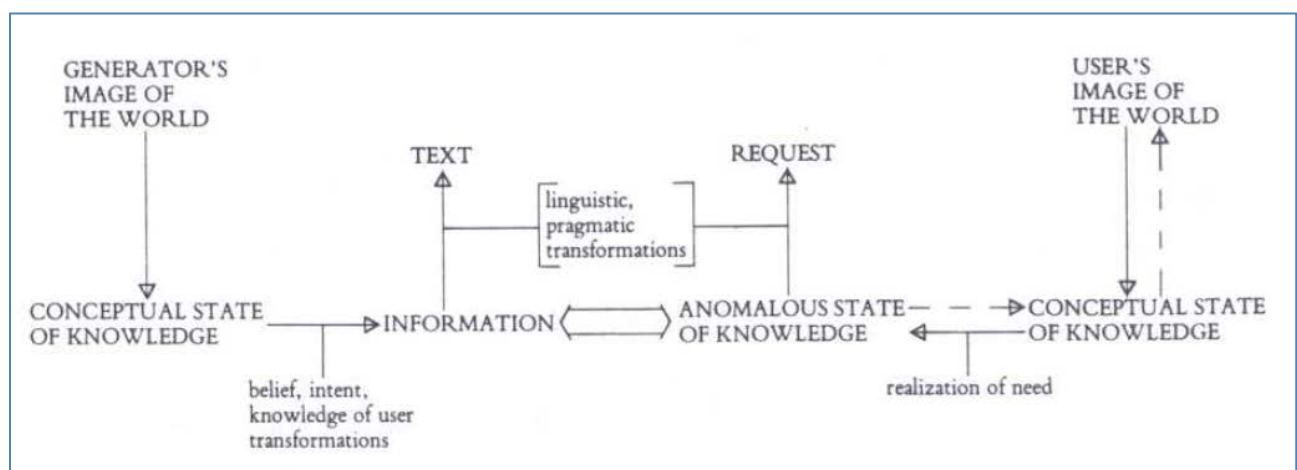 GENERATOR'S
IMAGE OF
THE WORLD
USER'S
IMAGE OF
THE WORLD
TEXT
REQUEST
linguistic,
pragmatic
transformations
CONCEPTUAL STATE
OF KNOWLEDGE
INFORMATION
ANOMALOUS STATE
OF KNOWLEDGE
CONCEPTUAL STATE
OF KNOWLEDGE
belief, intent,
knowledge of user
transformations
realization of need